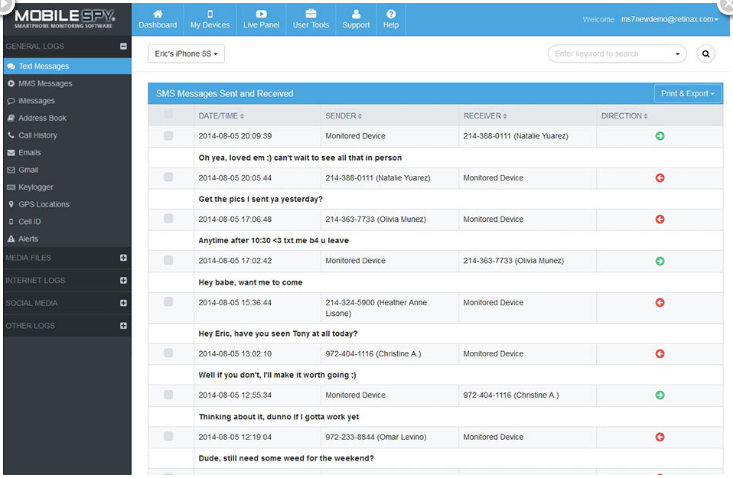 MOBILE SPY.
SMARTPHONE MONITORING SOFTWARE
Dashboard
My Devices
Live Panel
User Tools
Support
Help
Welcome ms7newdemo@retinax.com
GENERAL LOGS
Text Messages
MMS Messages
iMessages
Address Book
Call History
Emails
Gmail
Keylogger
GPS Locations
Cell ID
Alerts
MEDIA FILES
INTERNET LOGS
SOCIAL MEDIA
OTHER LOGS
Eric's iPhone 5S
Enter keyword to search
SMS Messages Sent and Received
Print & Export
DATE/TIME SENDER RECEIVER DIRECTION
2014-08-05 20:09:39 Monitored Device 214-388-0111 (Natalie Yuarez)
Oh yea, loved em ;) can't wait to see all that in person
2014-08-05 20:05:44 214-388-0111 (Natalie Yuarez) Monitored Device
Get the pics I sent ya yesterday?
2014-08-05 17:06:48 214-363-7733 (Olivia Munez) Monitored Device
Anytime after 10:30 <3 txt me b4 u leave
2014-08-05 17:02:42 Monitored Device 214-363-7733 (Olivia Munez)
Hey babe, want me to come
2014-08-05 15:36:44 214-324-5900 (Heather Anne Lisone) Monitored Device
Hey Eric, have you seen Tony at all today?
2014-08-05 13:02:10 972-404-1116 (Christine A.) Monitored Device
Well if you don't, I'll make it worth going ;)
2014-08-05 12:55:34 Monitored Device 972-404-1116 (Christine A.)
Thinking about it, dunno if I gotta work yet
2014-08-05 12:19:04 972-233-8844 (Omar Levino) Monitored Device
Dude, still need some weed for the weekend?